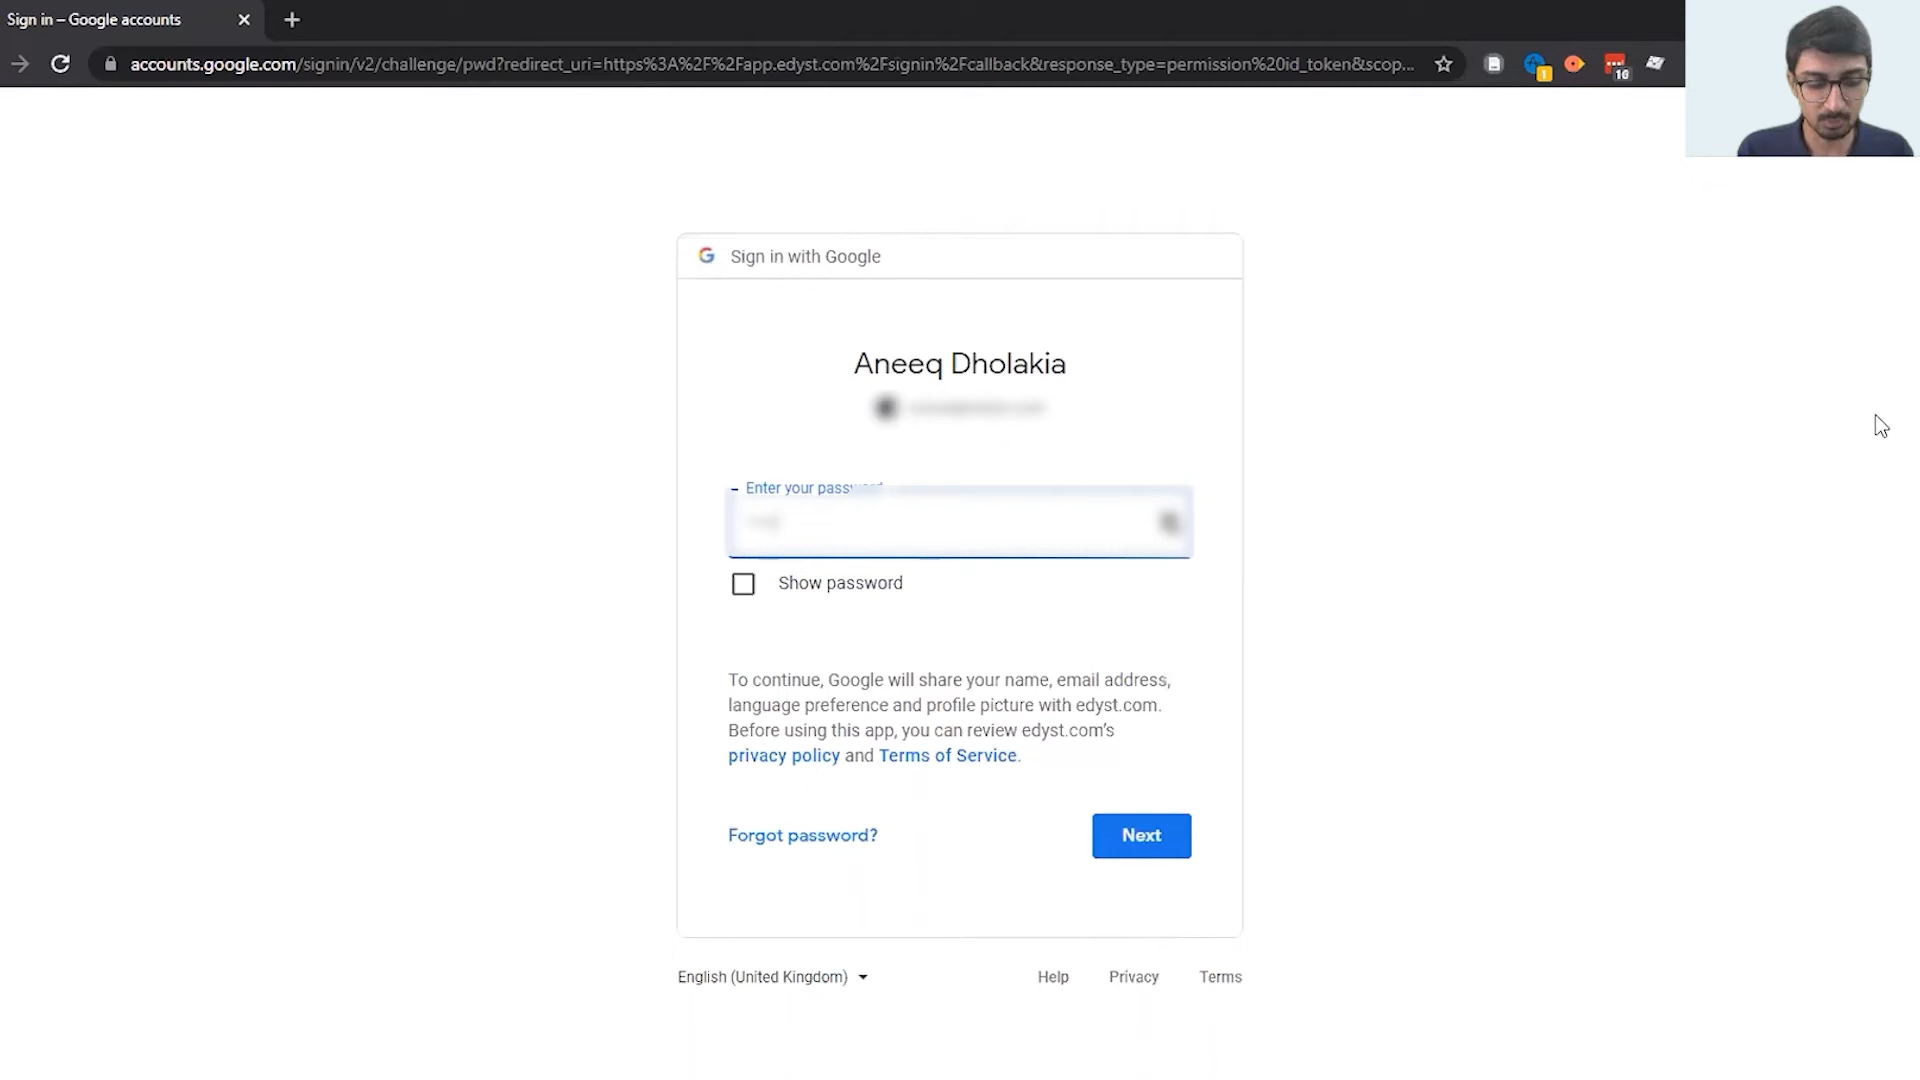 Sign in – Google accounts
accounts.google.com/signin/v2/challenge/pwd?redirect_uri=https%3A%2F%2Fapp.edyst.com%2Fsignin%2Fcallback&response_type=permission%20id_token&scop...
1
16
Sign in with Google
Aneeq Dholakia
Enter your password
Show password
To continue, Google will share your name, email address,
language preference and profile picture with edyst.com.
Before using this app, you can review edyst.com's
privacy policy and Terms of Service.
Forgot password?
Next
English (United Kingdom)
Help
Privacy
Terms